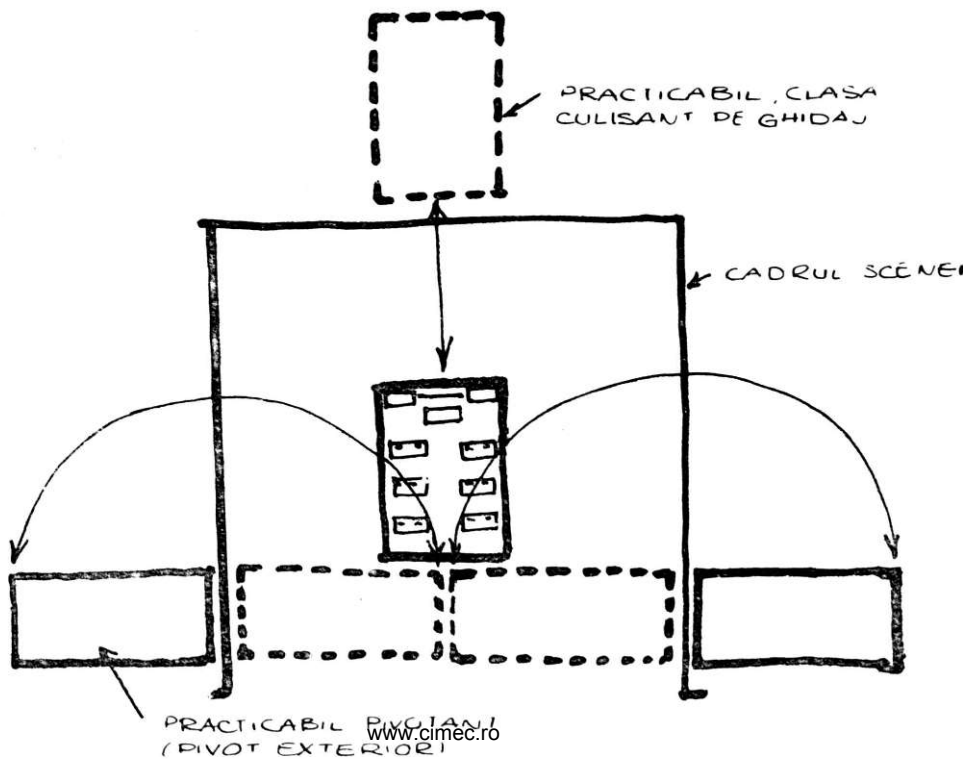 PRACTICABIL, CLASA
CULISANT DE GHIDAJ
CADRUL SCENEI
PRACTICABIL PIVOTANT
(PIVOT EXTERIOR)
www.cimec.ro